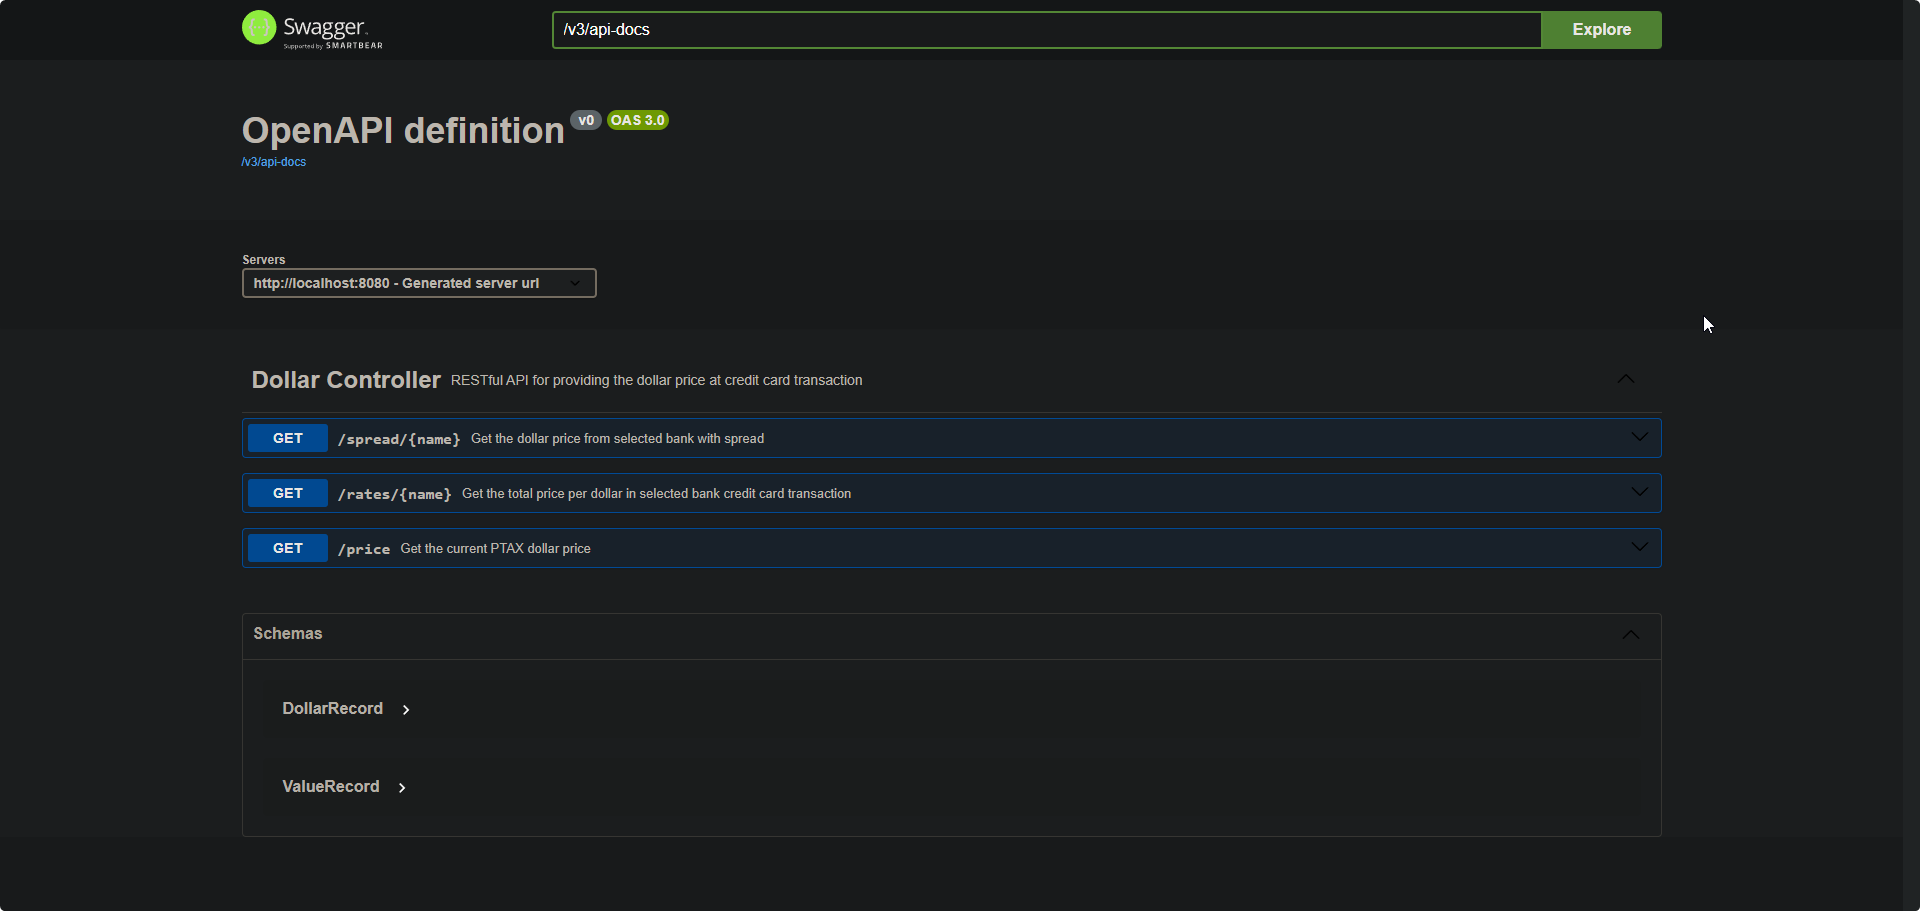 Swagger
Supported by SMARTBEAR
/v3/api-docs
Explore
OpenAPI definition v0 OAS 3.0
/v3/api-docs
Servers
http://localhost:8080 - Generated server url
Dollar Controller RESTful API for providing the dollar price at credit card transaction
GET /spread/{name} Get the dollar price from selected bank with spread
GET /rates/{name} Get the total price per dollar in selected bank credit card transaction
GET /price Get the current PTAX dollar price
Schemas
DollarRecord
ValueRecord